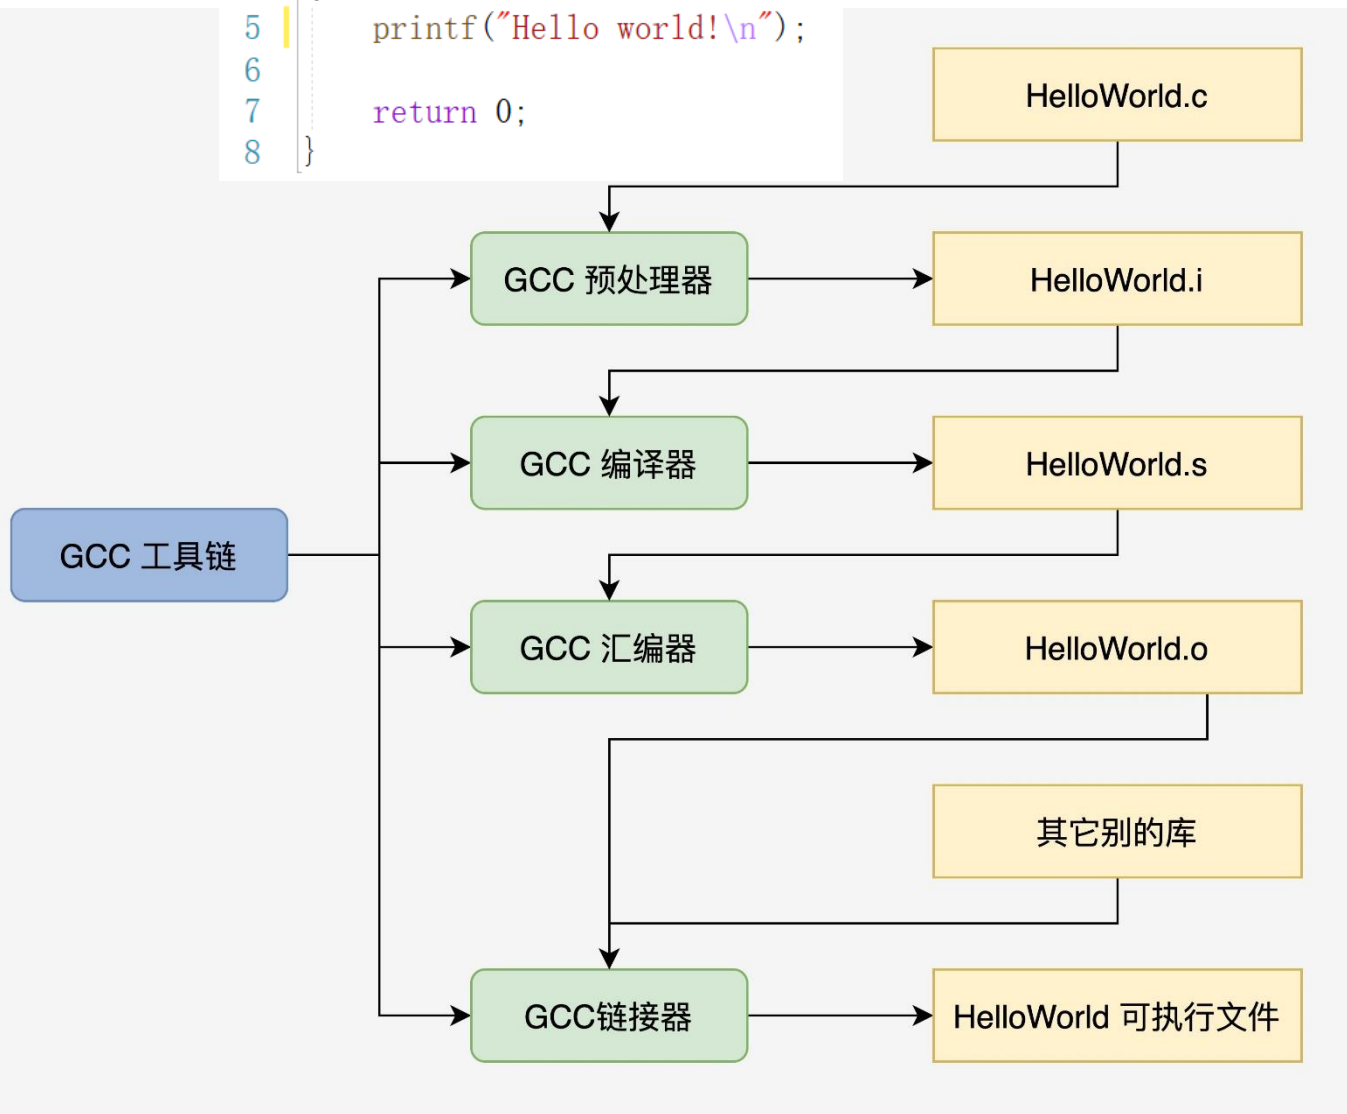 5 printf("Hello world!\n");
6
7 return 0;
8 }
HelloWorld.c
GCC 预处理器
HelloWorld.i
GCC 编译器
HelloWorld.s
GCC 工具链
GCC 汇编器
HelloWorld.o
其它别的库
GCC链接器
HelloWorld 可执行文件